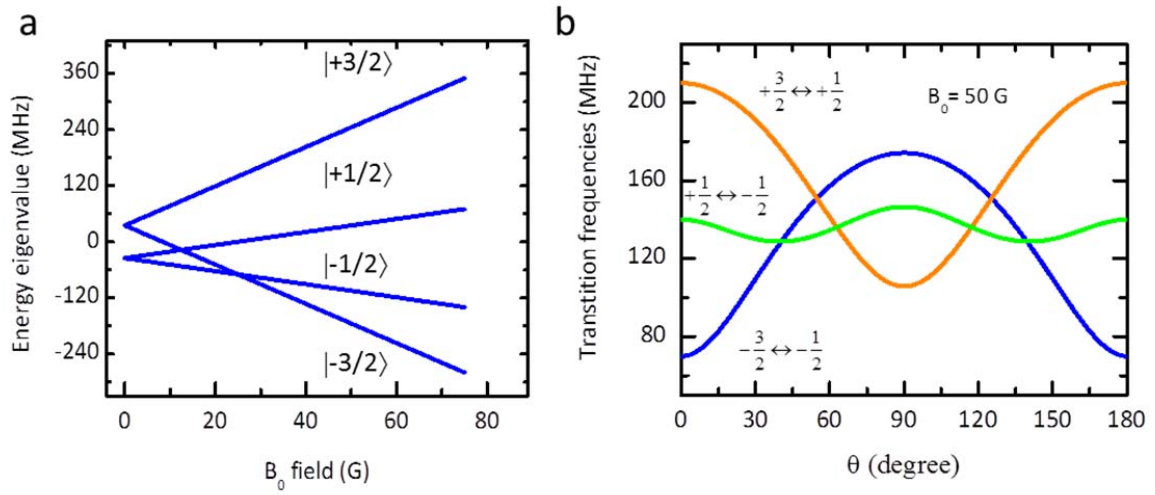 a
Energy eigenvalue (MHz)
360
240
120
0
-120
-240
|+3/2⟩
|+1/2⟩
|-1/2⟩
|-3/2⟩
0 20 40 60 80
B₀ field (G)
b
Transtition frequencies (MHz)
200
160
120
80
+3/2↔+1/2
B₀= 50 G
+1/2↔-1/2
-3/2↔-1/2
0 30 60 90 120 150 180
θ (degree)